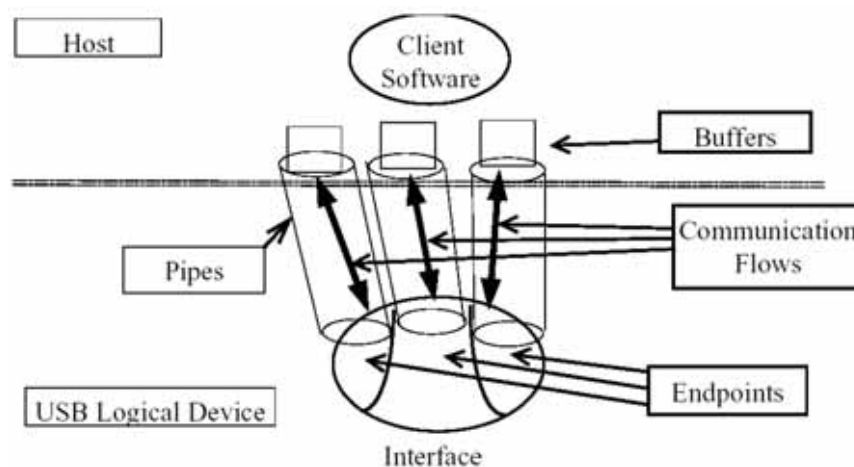 Host
Client
Software
Buffers
Communication
Flows
Pipes
Endpoints
USB Logical Device
Interface